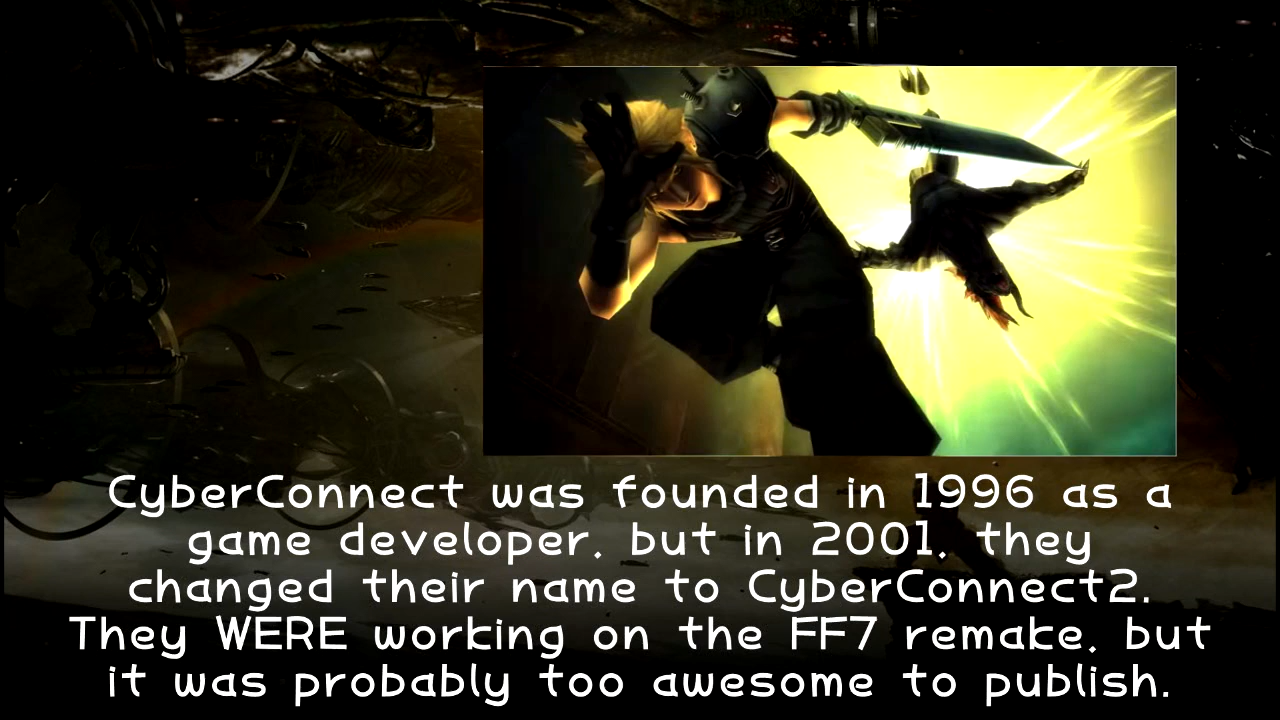 CyberConnect was founded in 1996 as a
game developer, but in 2001, they
changed their name to CyberConnect2.
They WERE working on the FF7 remake, but
it was probably too awesome to publish.